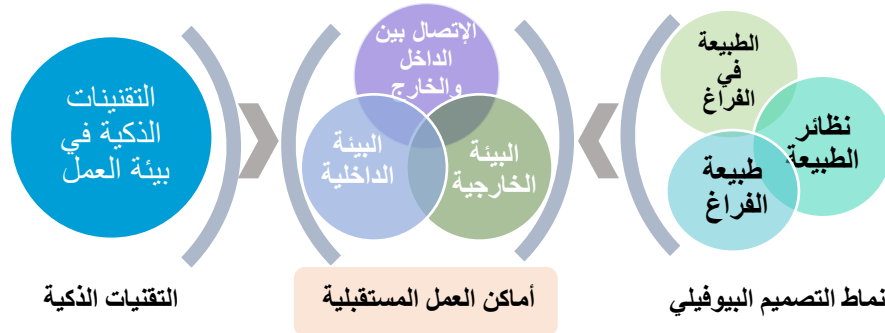 الطبيعة
في
الفراغ
نظائر
الطبيعة
طبيعة
الفراغ
نماط التصميم البيوفيلي
الإتصال بين
الداخل
والخارج
البيئة
الداخلية
البيئة
الخارجية
أماكن العمل المستقبلية
التقنينات
الذكية في
بيئة العمل
التقنيات الذكية